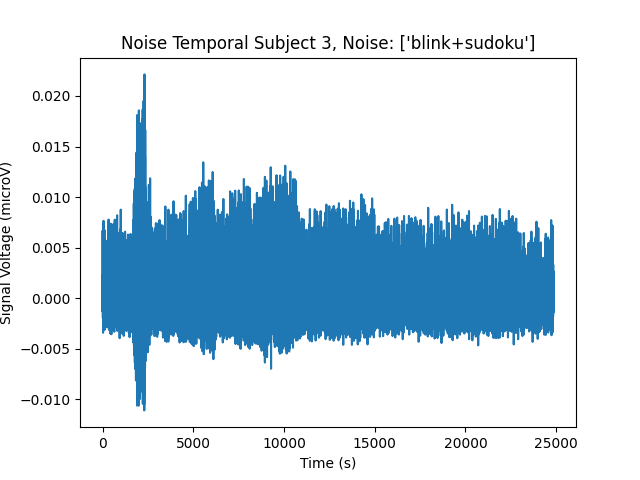 Noise Temporal Subject 3, Noise: ['blink+sudoku']
Signal Voltage (microV)
0.020
0.015
0.010
0.005
0.000
−0.005
−0.010
0 5000 10000 15000 20000 25000
Time (s)